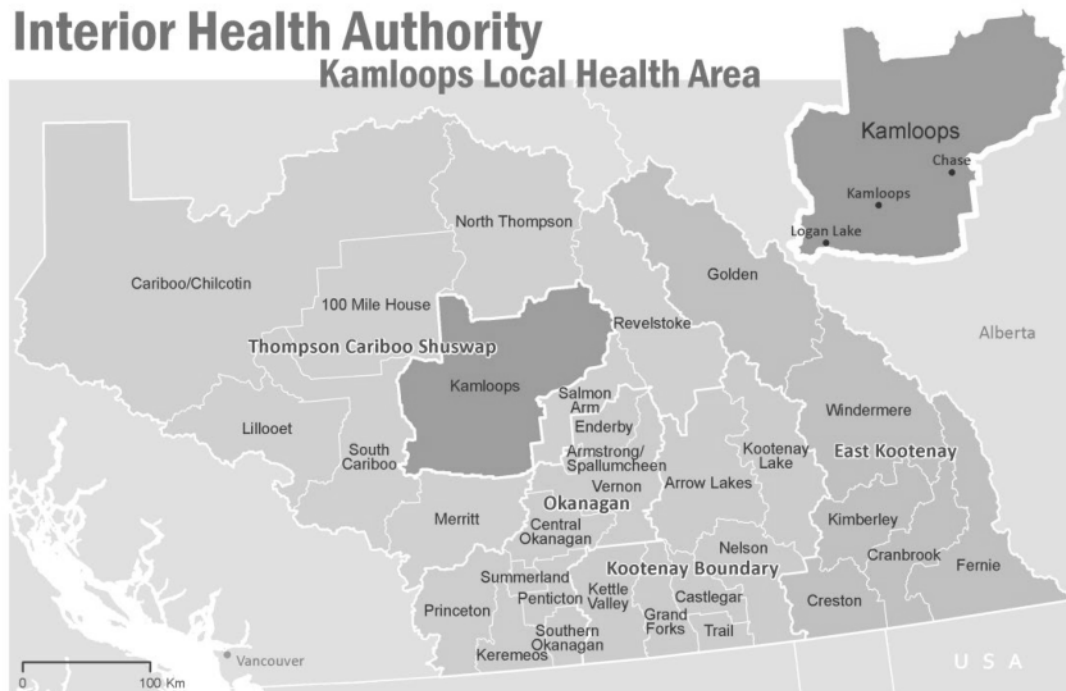 Interior Health Authority
Kamloops Local Health Area
Kamloops
Chase
Kamloops
Logan Lake
North Thompson
Cariboo/Chilcotin
100 Mile House
Golden
Revelstoke
Alberta
Thompson Cariboo Shuswap
Kamloops
Salmon
Arm
Windermere
Enderby
Lillooet
South
Cariboo
Armstrong/
Spallumcheen
Kootenay
Lake
East Kootenay
Vernon
Arrow Lakes
Okanagan
Merritt
Central
Okanagan
Kimberley
Nelson
Cranbrook
Fernie
Kootenay Boundary
Summerland
Kettle
Valley
Penticton
Castlegar
Creston
Princeton
Grand
Forks
Trail
Southern
Okanagan
Keremeos
Vancouver
USA
0 100 Km